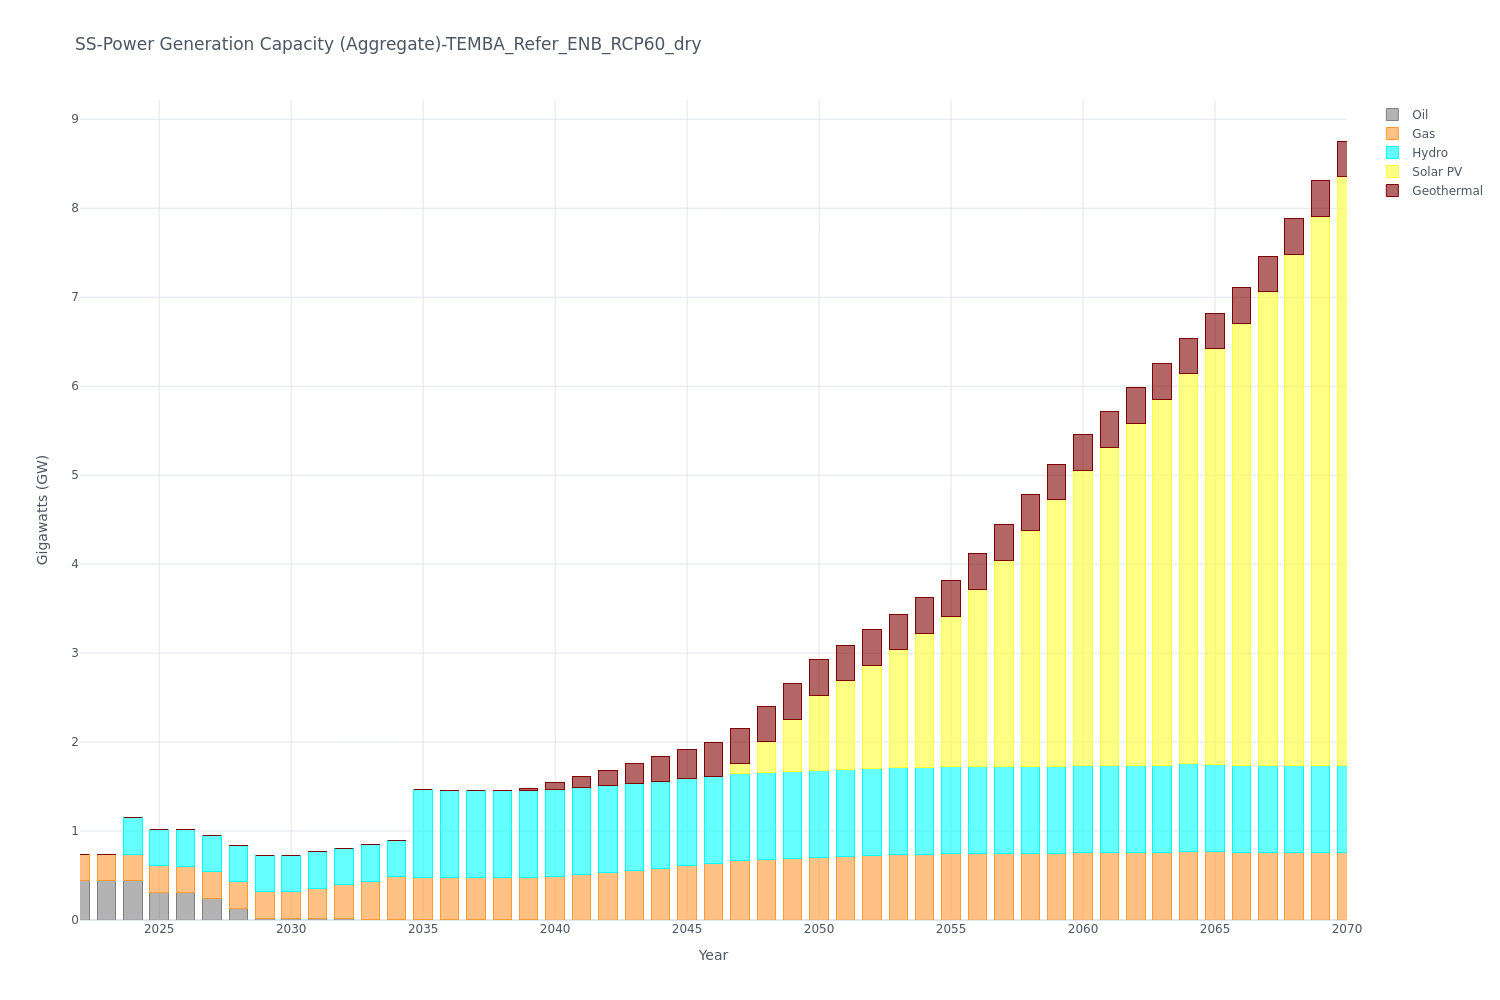 SS-Power Generation Capacity (Aggregate)-TEMBA_Refer_ENB_RCP60_dry
Oil
Gas
Hydro
Solar PV
Geothermal
Gigawatts (GW)
9
8
7
6
5
4
3
2
1
0
2025 2030 2035 2040 2045 2050 2055 2060 2065 2070
Year